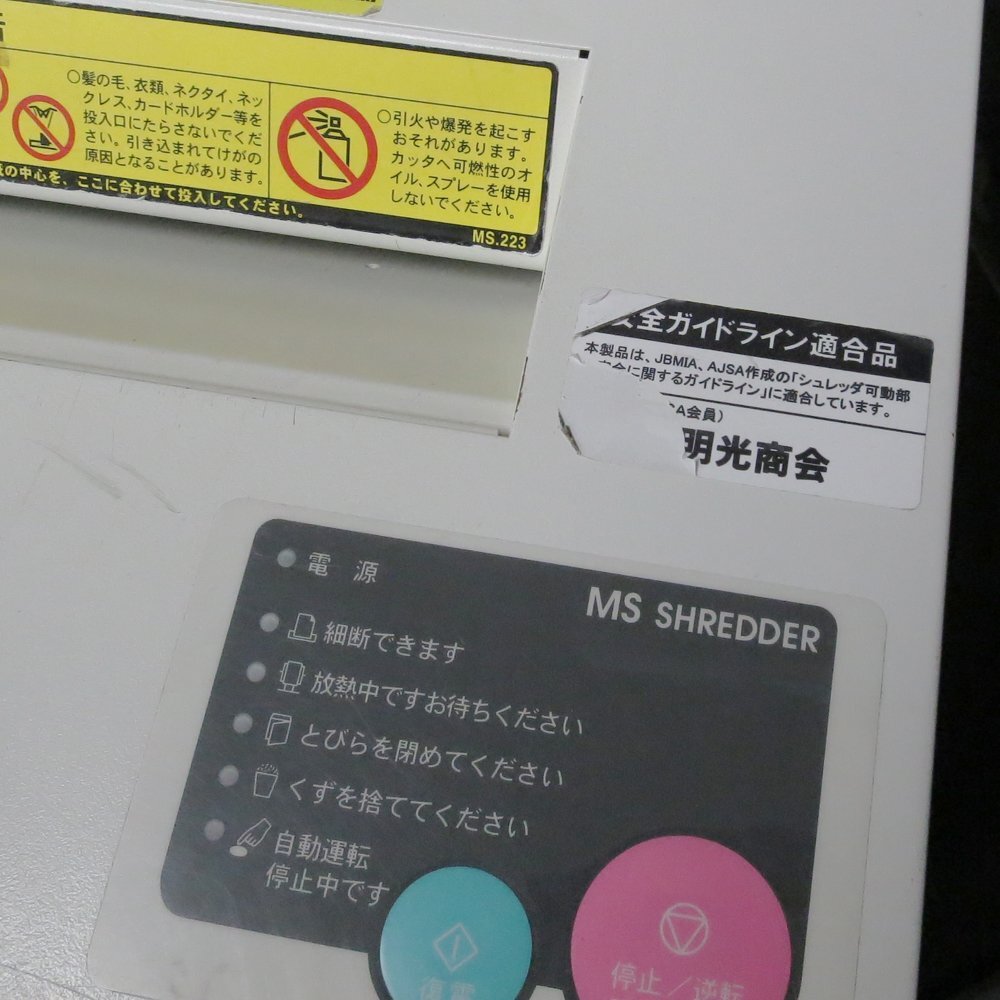 ○髪の毛、衣類、ネクタイ、ネッ
クレス、カードホルダー等を
投入口にたらさないでくだ
さい。引き込まれてけがの
原因となることがあります。
○引火や爆発を起こす
おそれがあります。
カッタへ可燃性のオ
イル、スプレーを使用
しないでください。
の中心を、ここに合わせて投入してください。
MS.223
全ガイドライン適合品
本製品は、JBMIA、AJSA作成の「シュレッダ可動部
に関するガイドライン」に適合しています。
会員)
明光商会
電源
MS SHREDDER
細断できます
放熱中ですお待ちください
とびらを閉めてください
くずを捨ててください
自動運転
停止中です
停止／逆転